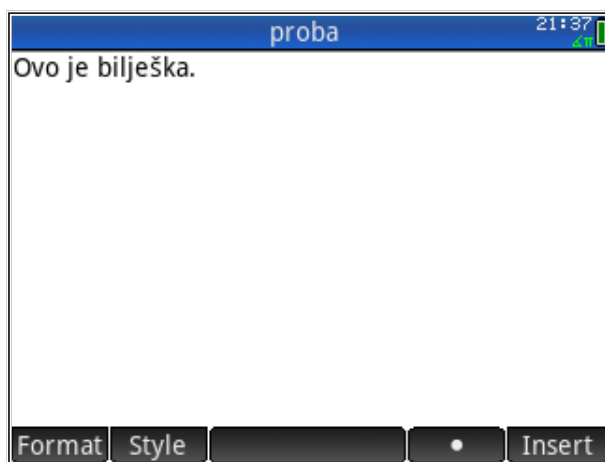 proba
21:37
∡π
Ovo je bilješka.
Format Style • Insert